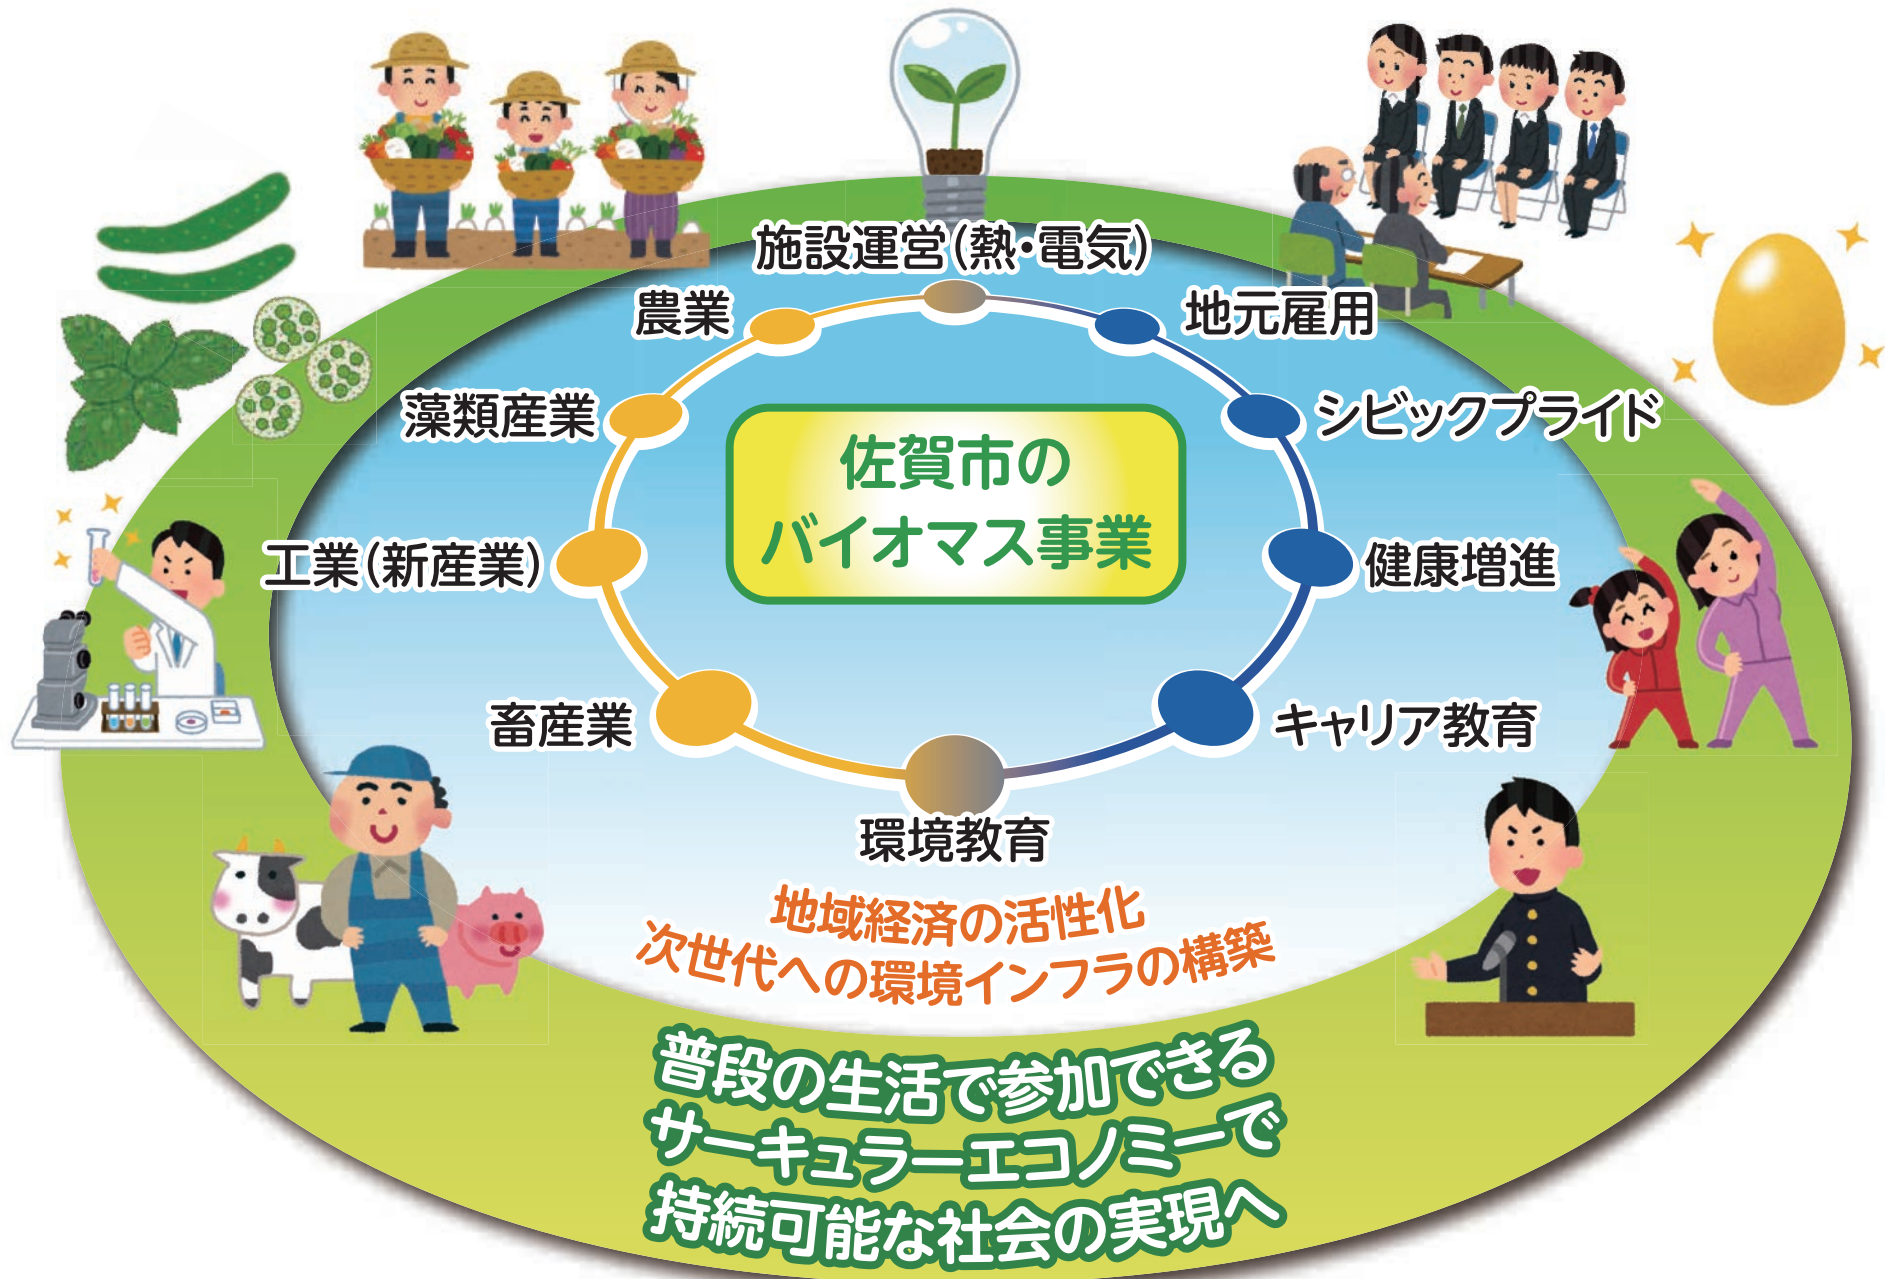 施設運営(熱・電気)
農業
地元雇用
藻類産業
シビックプライド
佐賀市の
バイオマス事業
工業(新産業)
健康増進
畜産業
キャリア教育
環境教育
地域経済の活性化
次世代への環境インフラの構築
普段の生活で参加できる
サーキュラーエコノミーで
持続可能な社会の実現へ